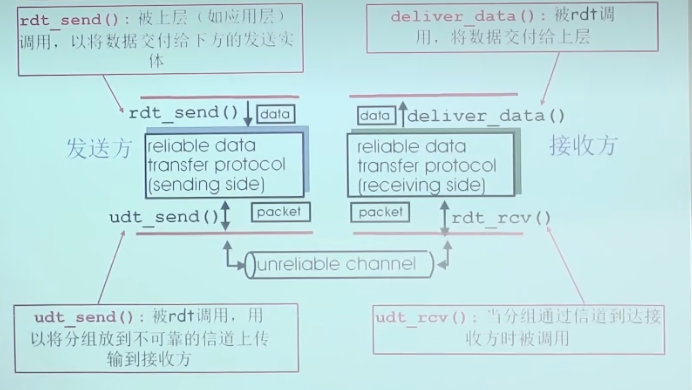 rdt_send()：被上层（如应用层）
调用，以将数据交付给下方的发送实
体
deliver_data()：被rdt调
用，将数据交付给上层
rdt_send()
data
data
deliver_data()
发送方
reliable data
transfer protocol
(sending side)
reliable data
transfer protocol
(receiving side)
接收方
udt_send()
packet
packet
rdt_rcv()
unreliable channel
udt_send()：被rdt调用，用
以将分组放到不可靠的信道上传
输到接收方
udt_rcv()：当分组通过信道到达接
收方时被调用